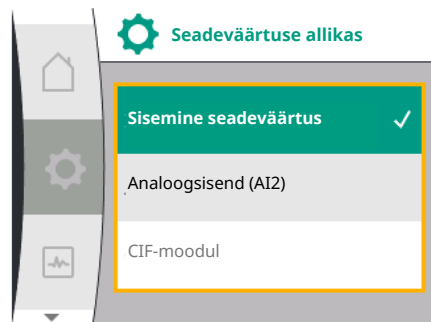 Seadeväärtuse allikas
Sisemine seadeväärtus
Analoogsisend (AI2)
CIF-moodul